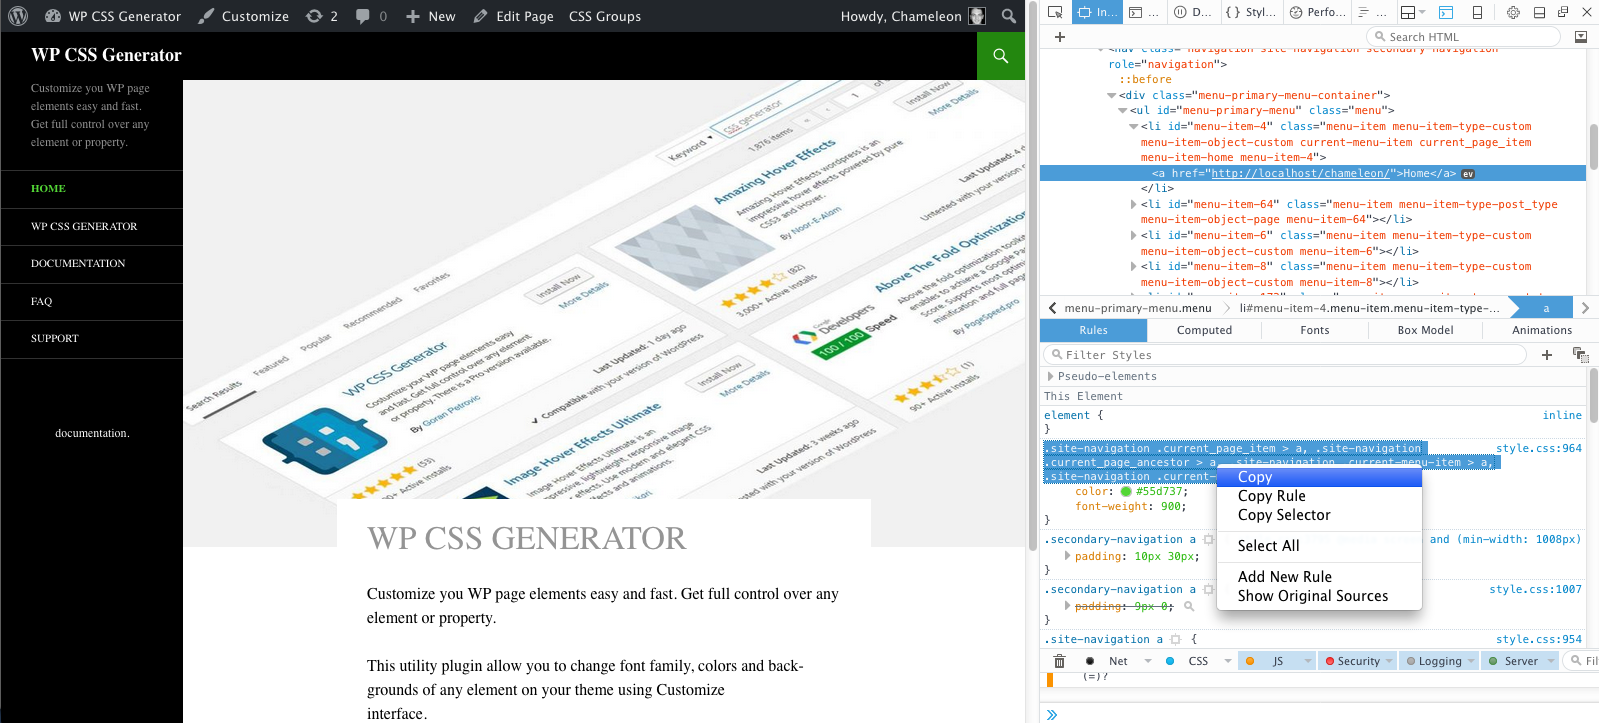 WP CSS Generator
Customize
2
0
New
Edit Page
CSS Groups
Howdy, Chameleon
WP CSS Generator
Customize you WP page
elements easy and fast.
Get full control over any
element or property.
HOME
WP CSS GENERATOR
DOCUMENTATION
FAQ
SUPPORT
documentation.
Keyword
css generator
1,876 items
1
Install Now
More Details
Amazing Hover Effects
Amazing Hover Effects wordpress is an
impressive hover effects powered by pure
CSS3 and iHover.
By Noor-E-Alam
(82)
3,000+ Active Installs
Last Updated: 4 d
Untested with your version
Search Results
Featured
Popular
Recommended
Favorites
Install Now
More Details
WP CSS Generator
Costumize your WP page elements easy
and fast. Get full control over any element
or property. There is a Pro version available.
By Goran Petrovic
(53)
90+ Active Installs
Last Updated: 1 day ago
Compatible with your version of WordPress
Above The Fold Optimization
Above the fold optimization toolk
enables to achieve a Google Pa
Score. Supports most optim
minification and full pag
By PageSpeed.pro
Google
Developers
100 / 100 Speed
(1)
90+ Active Installs
Install Now
More Details
Image Hover Effects Ultimate
Image Hover Effects Ultimate is an
impressive, lightweight, responsive Image
Effects. Use modern and elegant CSS
and animations.
Last Updated: 3 weeks ago
Compatible with your version of WordPress
WP CSS GENERATOR
Customize you WP page elements easy and fast. Get full control over any
element or property.
This utility plugin allow you to change font family, colors and back-
grounds of any element on your theme using Customize
interface.
In...
...
D...
{ } Styl...
Perfo...
...
+
Search HTML
<nav class="navigation site-navigation secondary-navigation"
role="navigation">
::before
<div class="menu-primary-menu-container">
<ul id="menu-primary-menu" class="menu">
<li id="menu-item-4" class="menu-item menu-item-type-custom
menu-item-object-custom current-menu-item current_page_item
menu-item-home menu-item-4">
<a href="http://localhost/chameleon/">Home</a> ev
</li>
<li id="menu-item-64" class="menu-item menu-item-type-post_type
menu-item-object-page menu-item-64"></li>
<li id="menu-item-6" class="menu-item menu-item-type-custom
menu-item-object-custom menu-item-6"></li>
<li id="menu-item-8" class="menu-item menu-item-type-custom
menu-item-object-custom menu-item-8"></li>
menu-primary-menu.menu
li#menu-item-4.menu-item.menu-item-type-...
a
Rules
Computed
Fonts
Box Model
Animations
Filter Styles
+
Pseudo-elements
This Element
element {
inline
}
.site-navigation .current_page_item > a, .site-navigation
style.css:964
.current_page_ancestor > a, .site-navigation .current-menu-item > a,
.site-navigation .current-
color: #55d737;
font-weight: 900;
}
Copy
Copy Rule
Copy Selector
Select All
Add New Rule
Show Original Sources
.secondary-navigation a
and (min-width: 1008px)
padding: 10px 30px;
}
.secondary-navigation a
style.css:1007
padding: 9px 0;
}
.site-navigation a {
style.css:954
Net
CSS
JS
Security
Logging
Server
Fil
(=)?
»